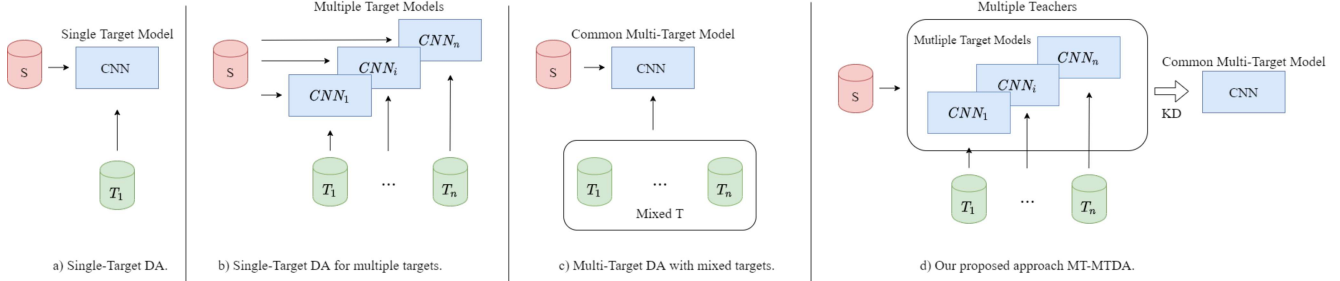 Single Target Model
S
CNN
T₁
a) Single-Target DA.
Multiple Target Models
S
CNNₙ
CNNᵢ
CNN₁
T₁
...
Tₙ
b) Single-Target DA for multiple targets.
Common Multi-Target Model
S
CNN
T₁
...
Tₙ
Mixed T
c) Multi-Target DA with mixed targets.
Multiple Teachers
Mutliple Target Models
S
CNNₙ
CNNᵢ
CNN₁
KD
Common Multi-Target Model
CNN
T₁
...
Tₙ
d) Our proposed approach MT-MTDA.